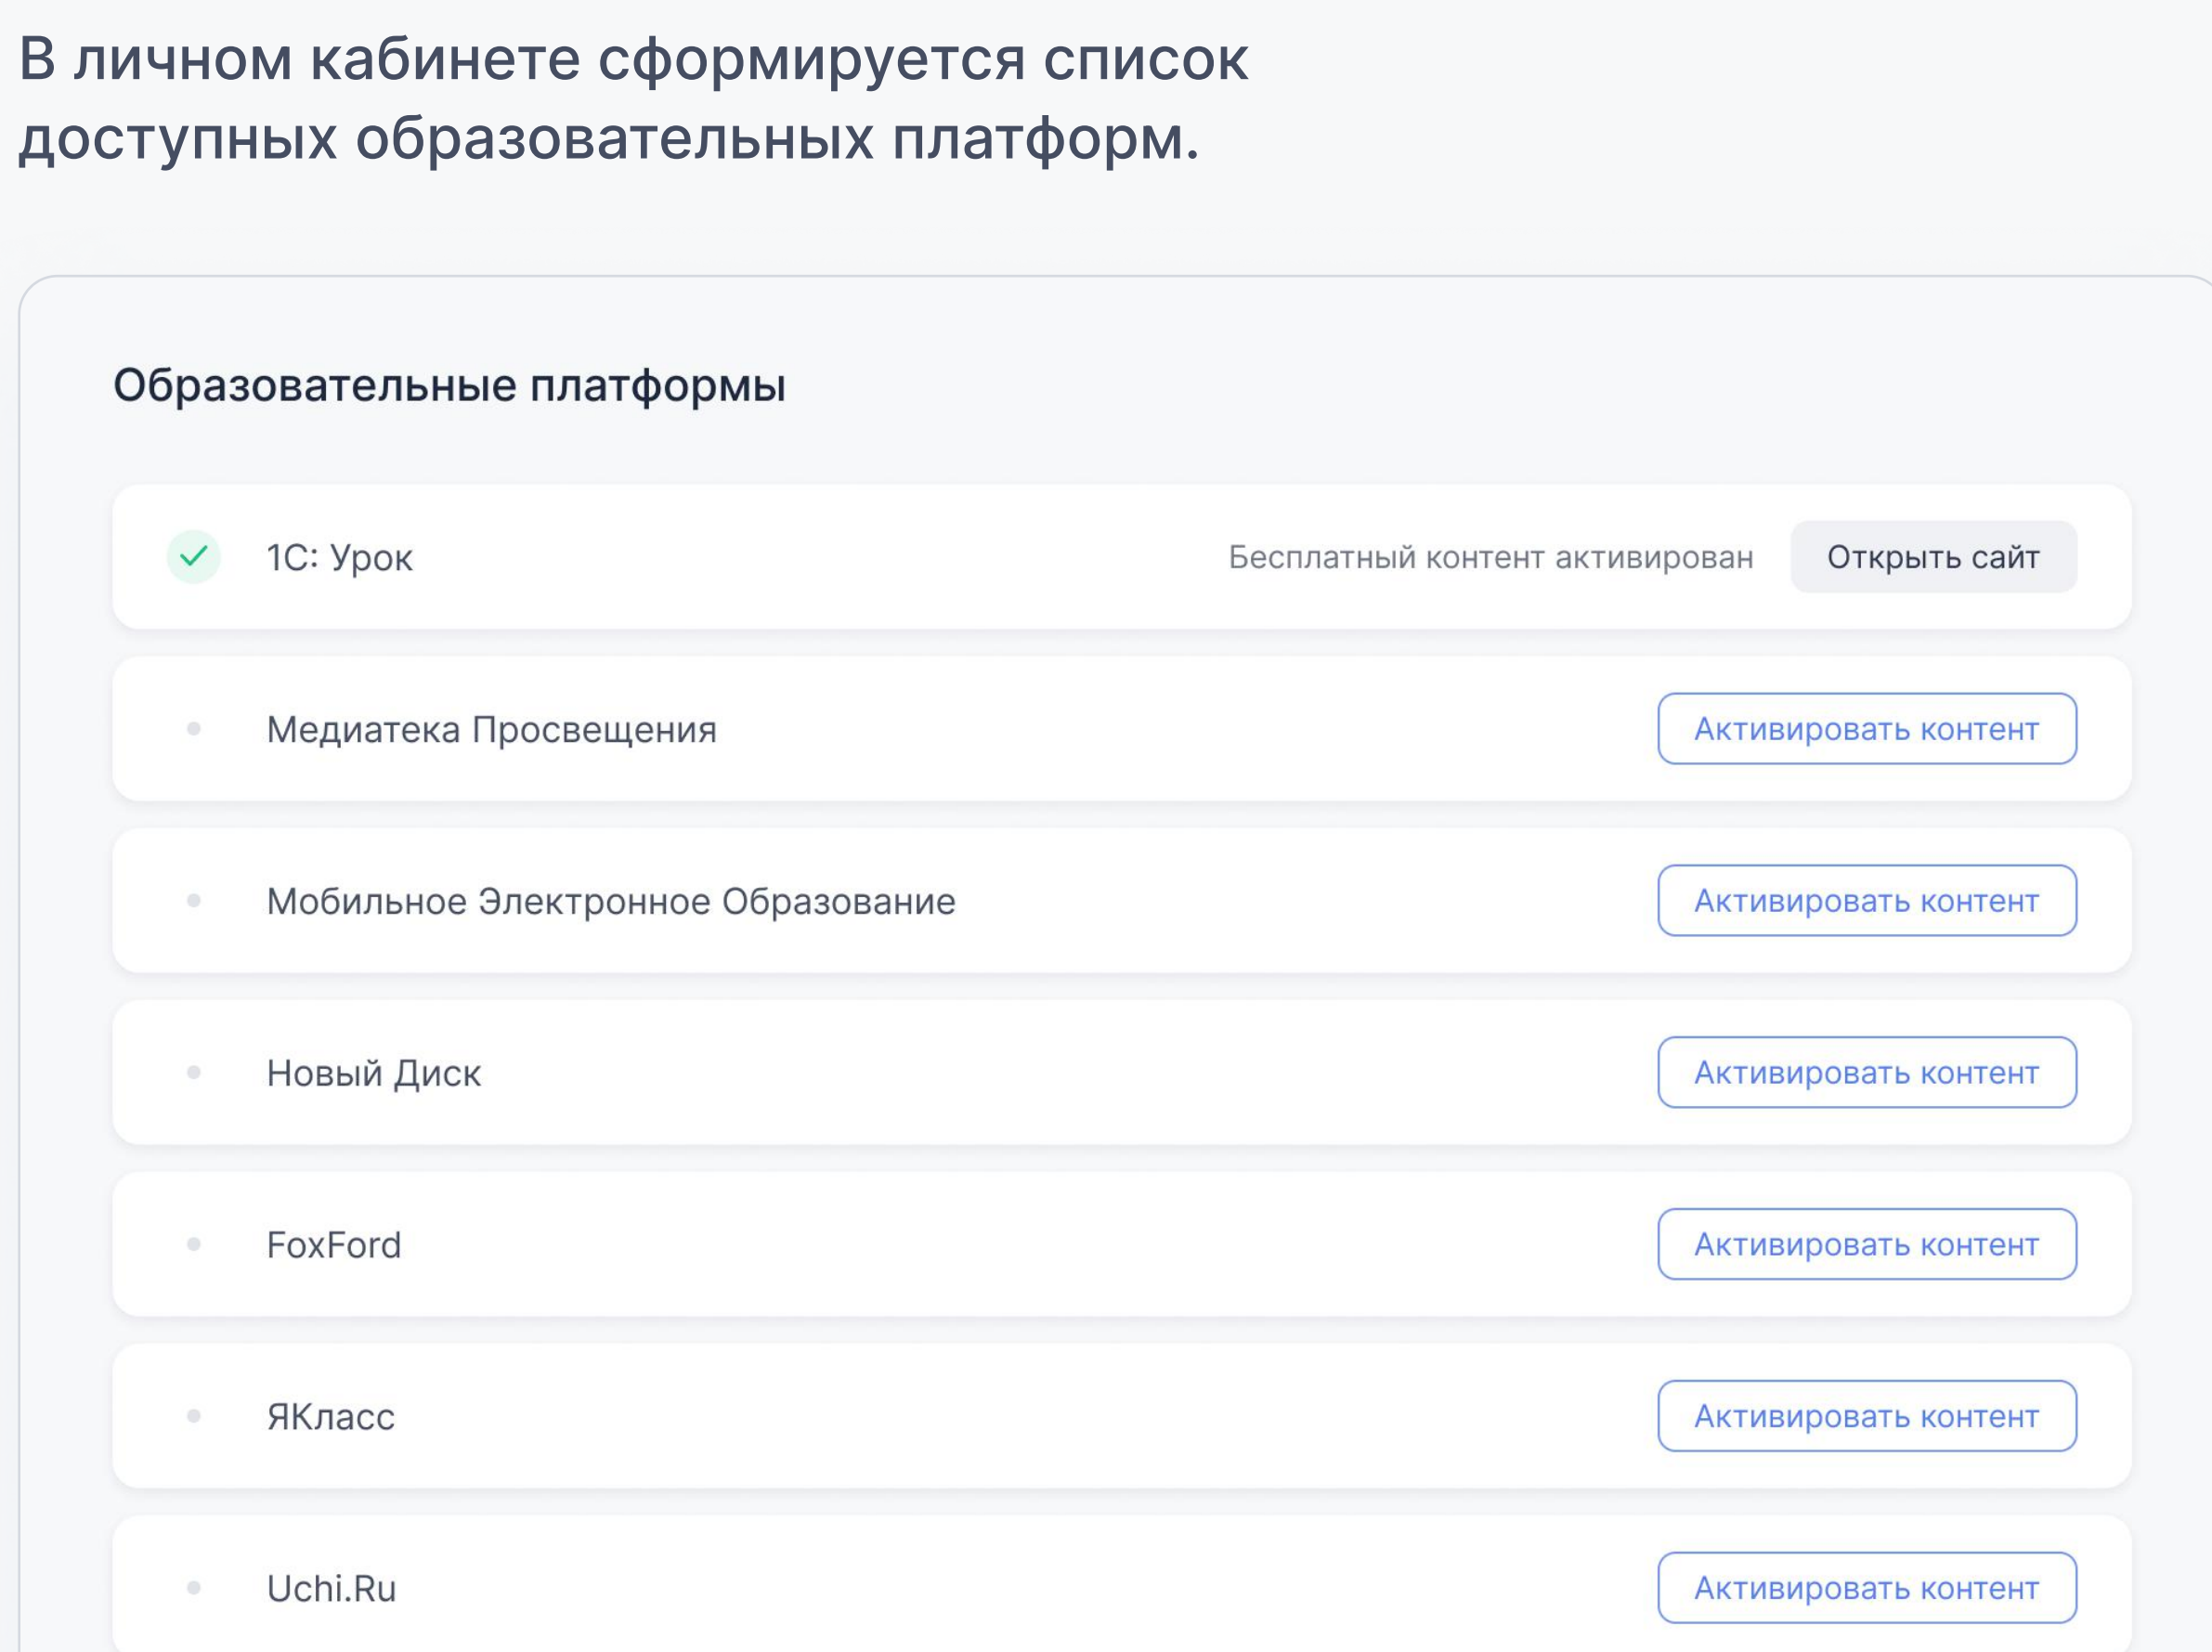 В личном кабинете сформируется список
доступных образовательных платформ.
Образовательные платформы
1С: Урок Бесплатный контент активирован Открыть сайт
Медиатека Просвещения Активировать контент
Мобильное Электронное Образование Активировать контент
Новый Диск Активировать контент
FoxFord Активировать контент
ЯКласс Активировать контент
Uchi.Ru Активировать контент